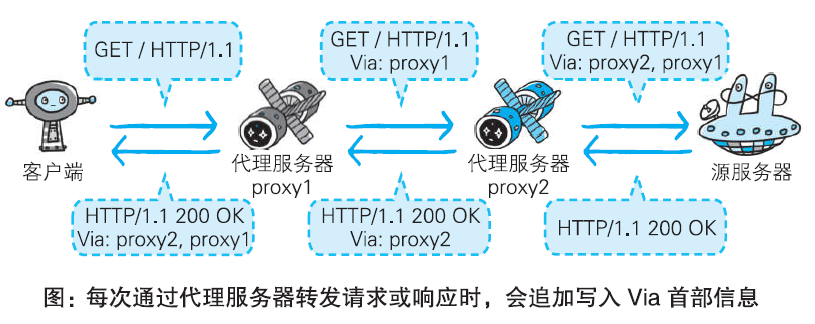 GET / HTTP/1.1
GET / HTTP/1.1
Via: proxy1
GET / HTTP/1.1
Via: proxy2, proxy1
客户端
代理服务器
proxy1
代理服务器
proxy2
源服务器
HTTP/1.1 200 OK
Via: proxy2, proxy1
HTTP/1.1 200 OK
Via: proxy2
HTTP/1.1 200 OK
图：每次通过代理服务器转发请求或响应时，会追加写入 Via 首部信息